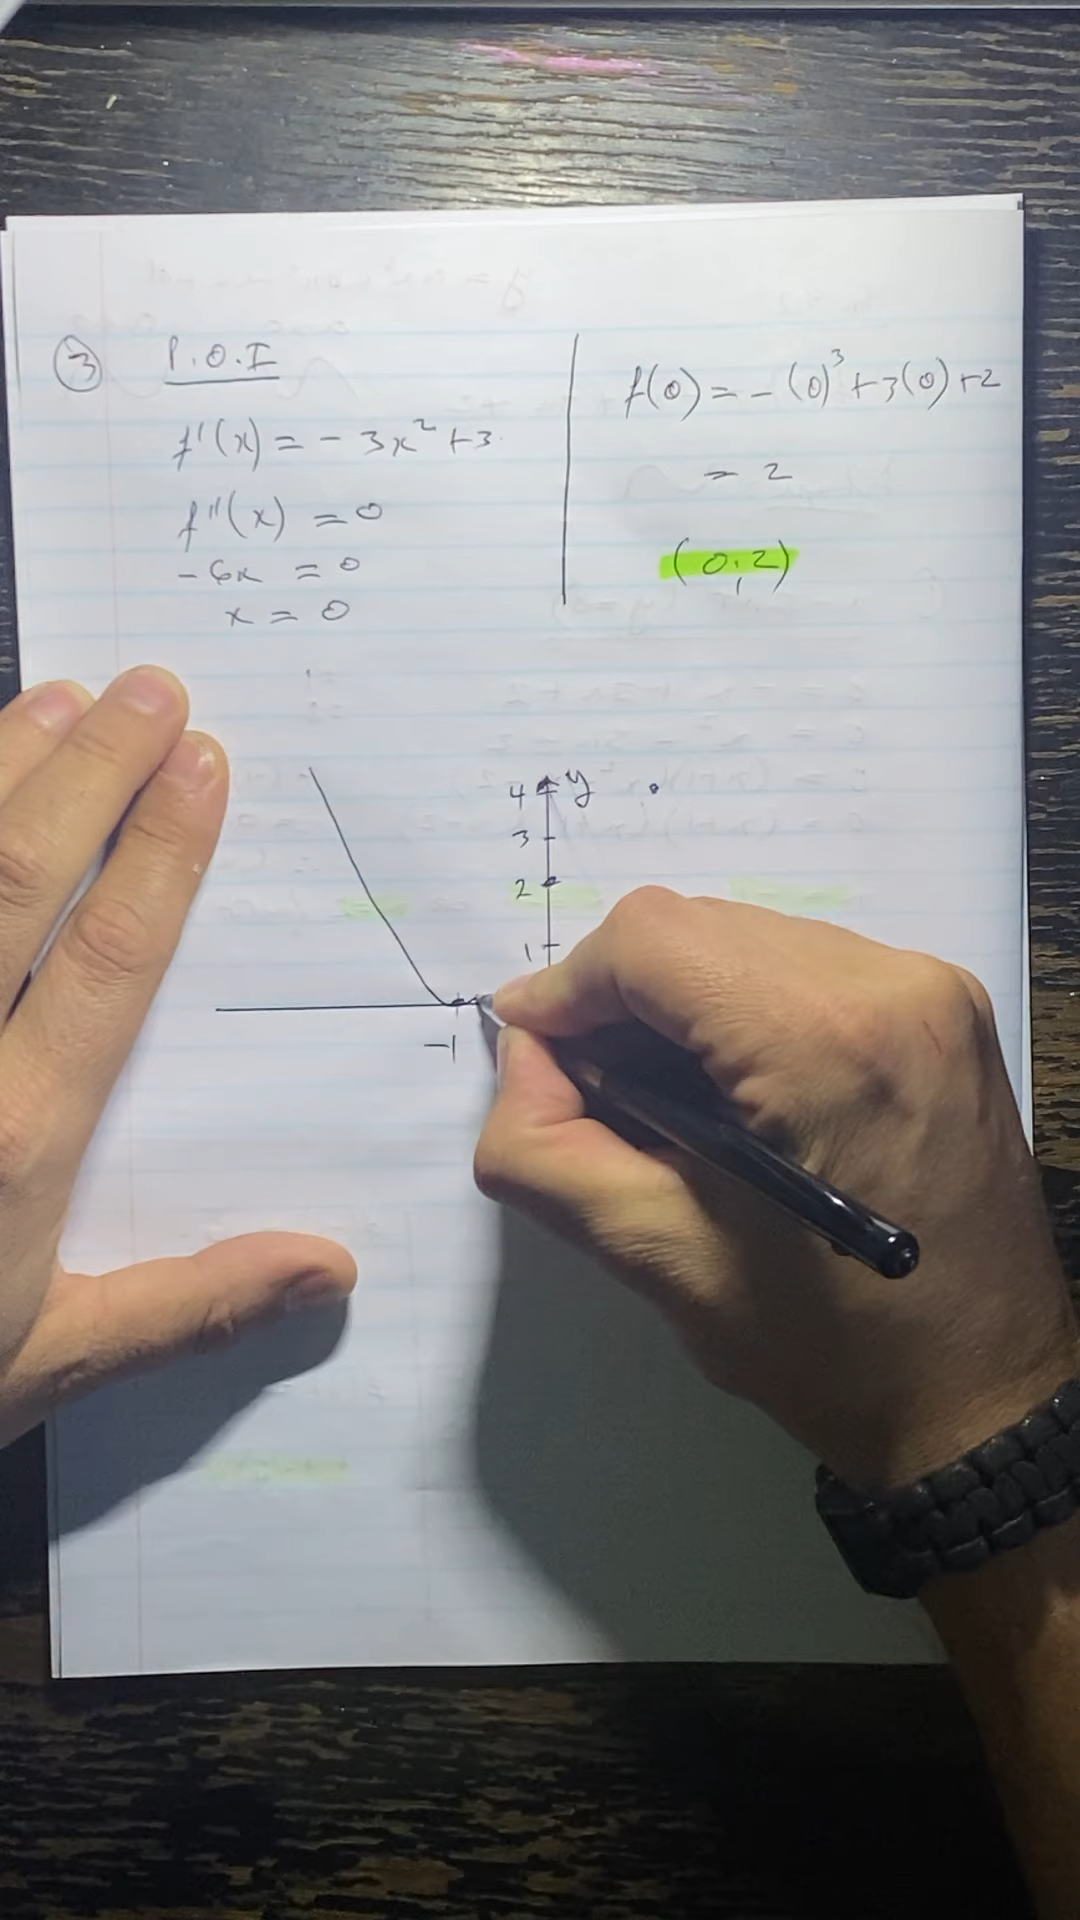 ③ P.O.I
f'(x) = - 3x² + 3
f''(x) = 0
-6x = 0
x = 0
f(0) = - (0)³ + 3(0) + 2
= 2
(0,2)
4 y
3
2
1
-1